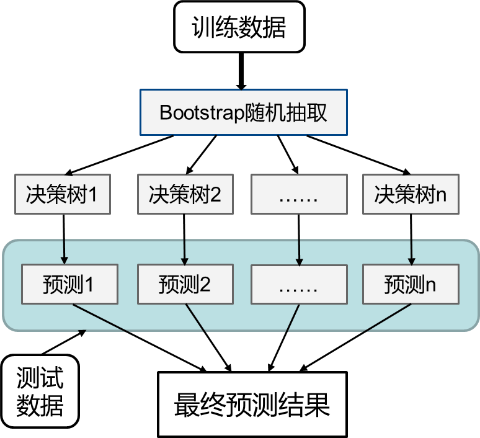 训练数据
Bootstrap随机抽取
决策树1
决策树2
……
决策树n
预测1
预测2
……
预测n
测试
数据
最终预测结果